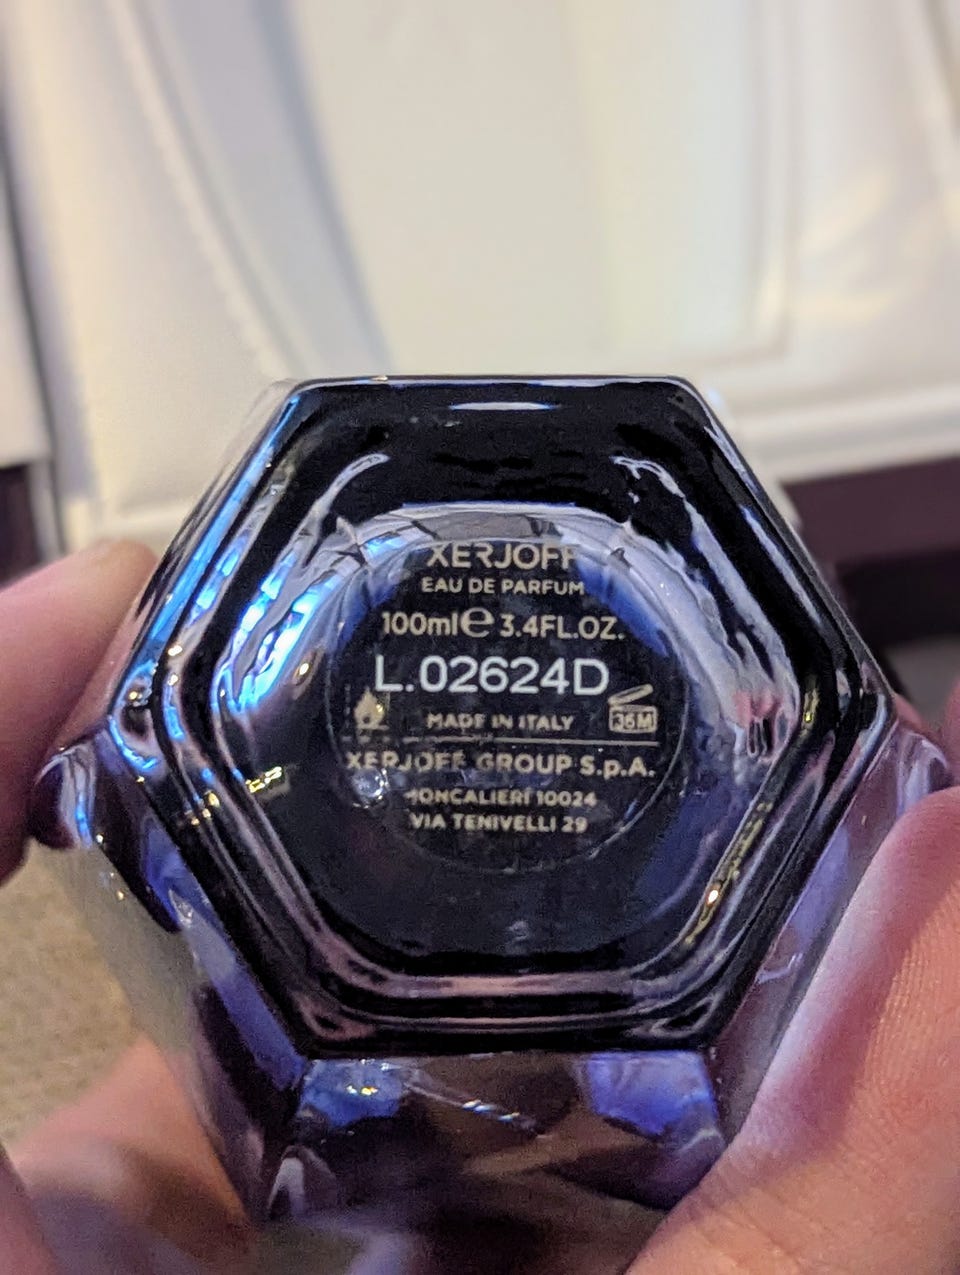 XERJOFF
EAU DE PARFUM
100ml℮ 3.4FL.OZ.
L.02624D
MADE IN ITALY
36M
XERJOFF GROUP S.p.A.
MONCALIERI 10024
VIA TENIVELLI 29